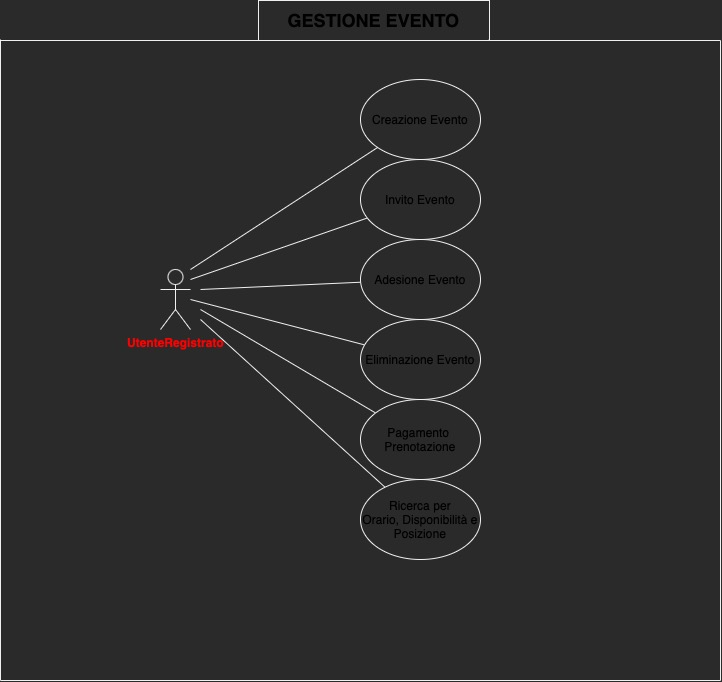 GESTIONE EVENTO
Creazione Evento
Invito Evento
Adesione Evento
UtenteRegistrato
Eliminazione Evento
Pagamento
Prenotazione
Ricerca per
Orario, Disponibilità e
Posizione